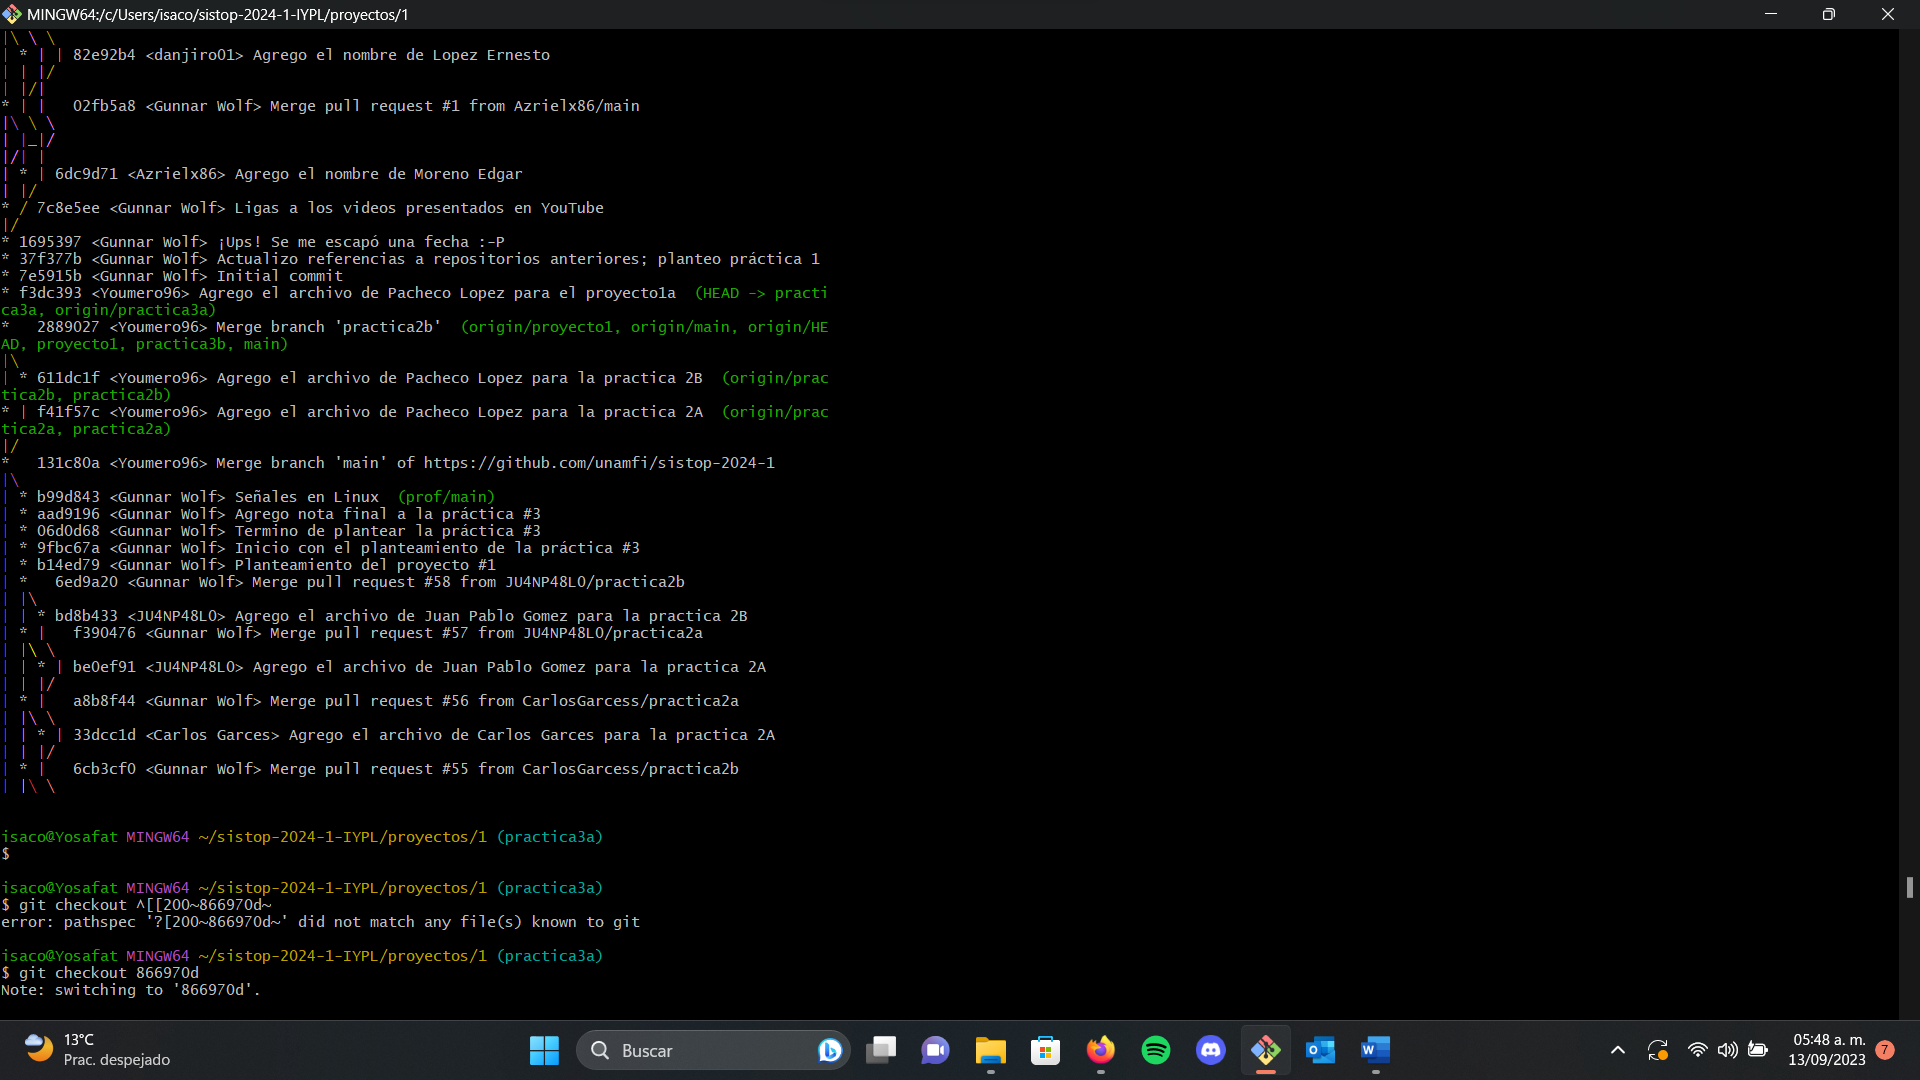 MINGW64:/c/Users/isaco/sistop-2024-1-IYPL/proyectos/1
|\ \ \
| * | | 82e92b4 <danjiro01> Agrego el nombre de Lopez Ernesto
| | |/
| |/|
* | |   02fb5a8 <Gunnar Wolf> Merge pull request #1 from Azrielx86/main
|\ \ \
| |_|/
|/| |
| * | 6dc9d71 <Azrielx86> Agrego el nombre de Moreno Edgar
| |/
* / 7c8e5ee <Gunnar Wolf> Ligas a los videos presentados en YouTube
|/
* 1695397 <Gunnar Wolf> ¡Ups! Se me escapó una fecha :-P
* 37f377b <Gunnar Wolf> Actualizo referencias a repositorios anteriores; planteo práctica 1
* 7e5915b <Gunnar Wolf> Initial commit
* f3dc393 <Youmero96> Agrego el archivo de Pacheco Lopez para el proyecto1a  (HEAD -> practi
ca3a, origin/practica3a)
*   2889027 <Youmero96> Merge branch 'practica2b'  (origin/proyecto1, origin/main, origin/HE
AD, proyecto1, practica3b, main)
|\
| * 611dc1f <Youmero96> Agrego el archivo de Pacheco Lopez para la practica 2B  (origin/prac
tica2b, practica2b)
* | f41f57c <Youmero96> Agrego el archivo de Pacheco Lopez para la practica 2A  (origin/prac
tica2a, practica2a)
|/
*   131c80a <Youmero96> Merge branch 'main' of https://github.com/unamfi/sistop-2024-1
|\
| * b99d843 <Gunnar Wolf> Señales en Linux  (prof/main)
| * aad9196 <Gunnar Wolf> Agrego nota final a la práctica #3
| * 06d0d68 <Gunnar Wolf> Termino de plantear la práctica #3
| * 9fbc67a <Gunnar Wolf> Inicio con el planteamiento de la práctica #3
| * b14ed79 <Gunnar Wolf> Planteamiento del proyecto #1
| *   6ed9a20 <Gunnar Wolf> Merge pull request #58 from JU4NP48LO/practica2b
| |\
| | * bd8b433 <JU4NP48LO> Agrego el archivo de Juan Pablo Gomez para la practica 2B
| * |   f390476 <Gunnar Wolf> Merge pull request #57 from JU4NP48LO/practica2a
| |\ \
| | * | be0ef91 <JU4NP48LO> Agrego el archivo de Juan Pablo Gomez para la practica 2A
| | |/
| * |   a8b8f44 <Gunnar Wolf> Merge pull request #56 from CarlosGarcess/practica2a
| |\ \
| | * | 33dcc1d <Carlos Garces> Agrego el archivo de Carlos Garces para la practica 2A
| | |/
| * |   6cb3cf0 <Gunnar Wolf> Merge pull request #55 from CarlosGarcess/practica2b
| |\ \
isaco@Yosafat MINGW64 ~/sistop-2024-1-IYPL/proyectos/1 (practica3a)
$
isaco@Yosafat MINGW64 ~/sistop-2024-1-IYPL/proyectos/1 (practica3a)
$ git checkout ^[[200~866970d~
error: pathspec '?[200~866970d~' did not match any file(s) known to git
isaco@Yosafat MINGW64 ~/sistop-2024-1-IYPL/proyectos/1 (practica3a)
$ git checkout 866970d
Note: switching to '866970d'.
13°C
Prac. despejado
Buscar
05:48 a. m.
13/09/2023
7